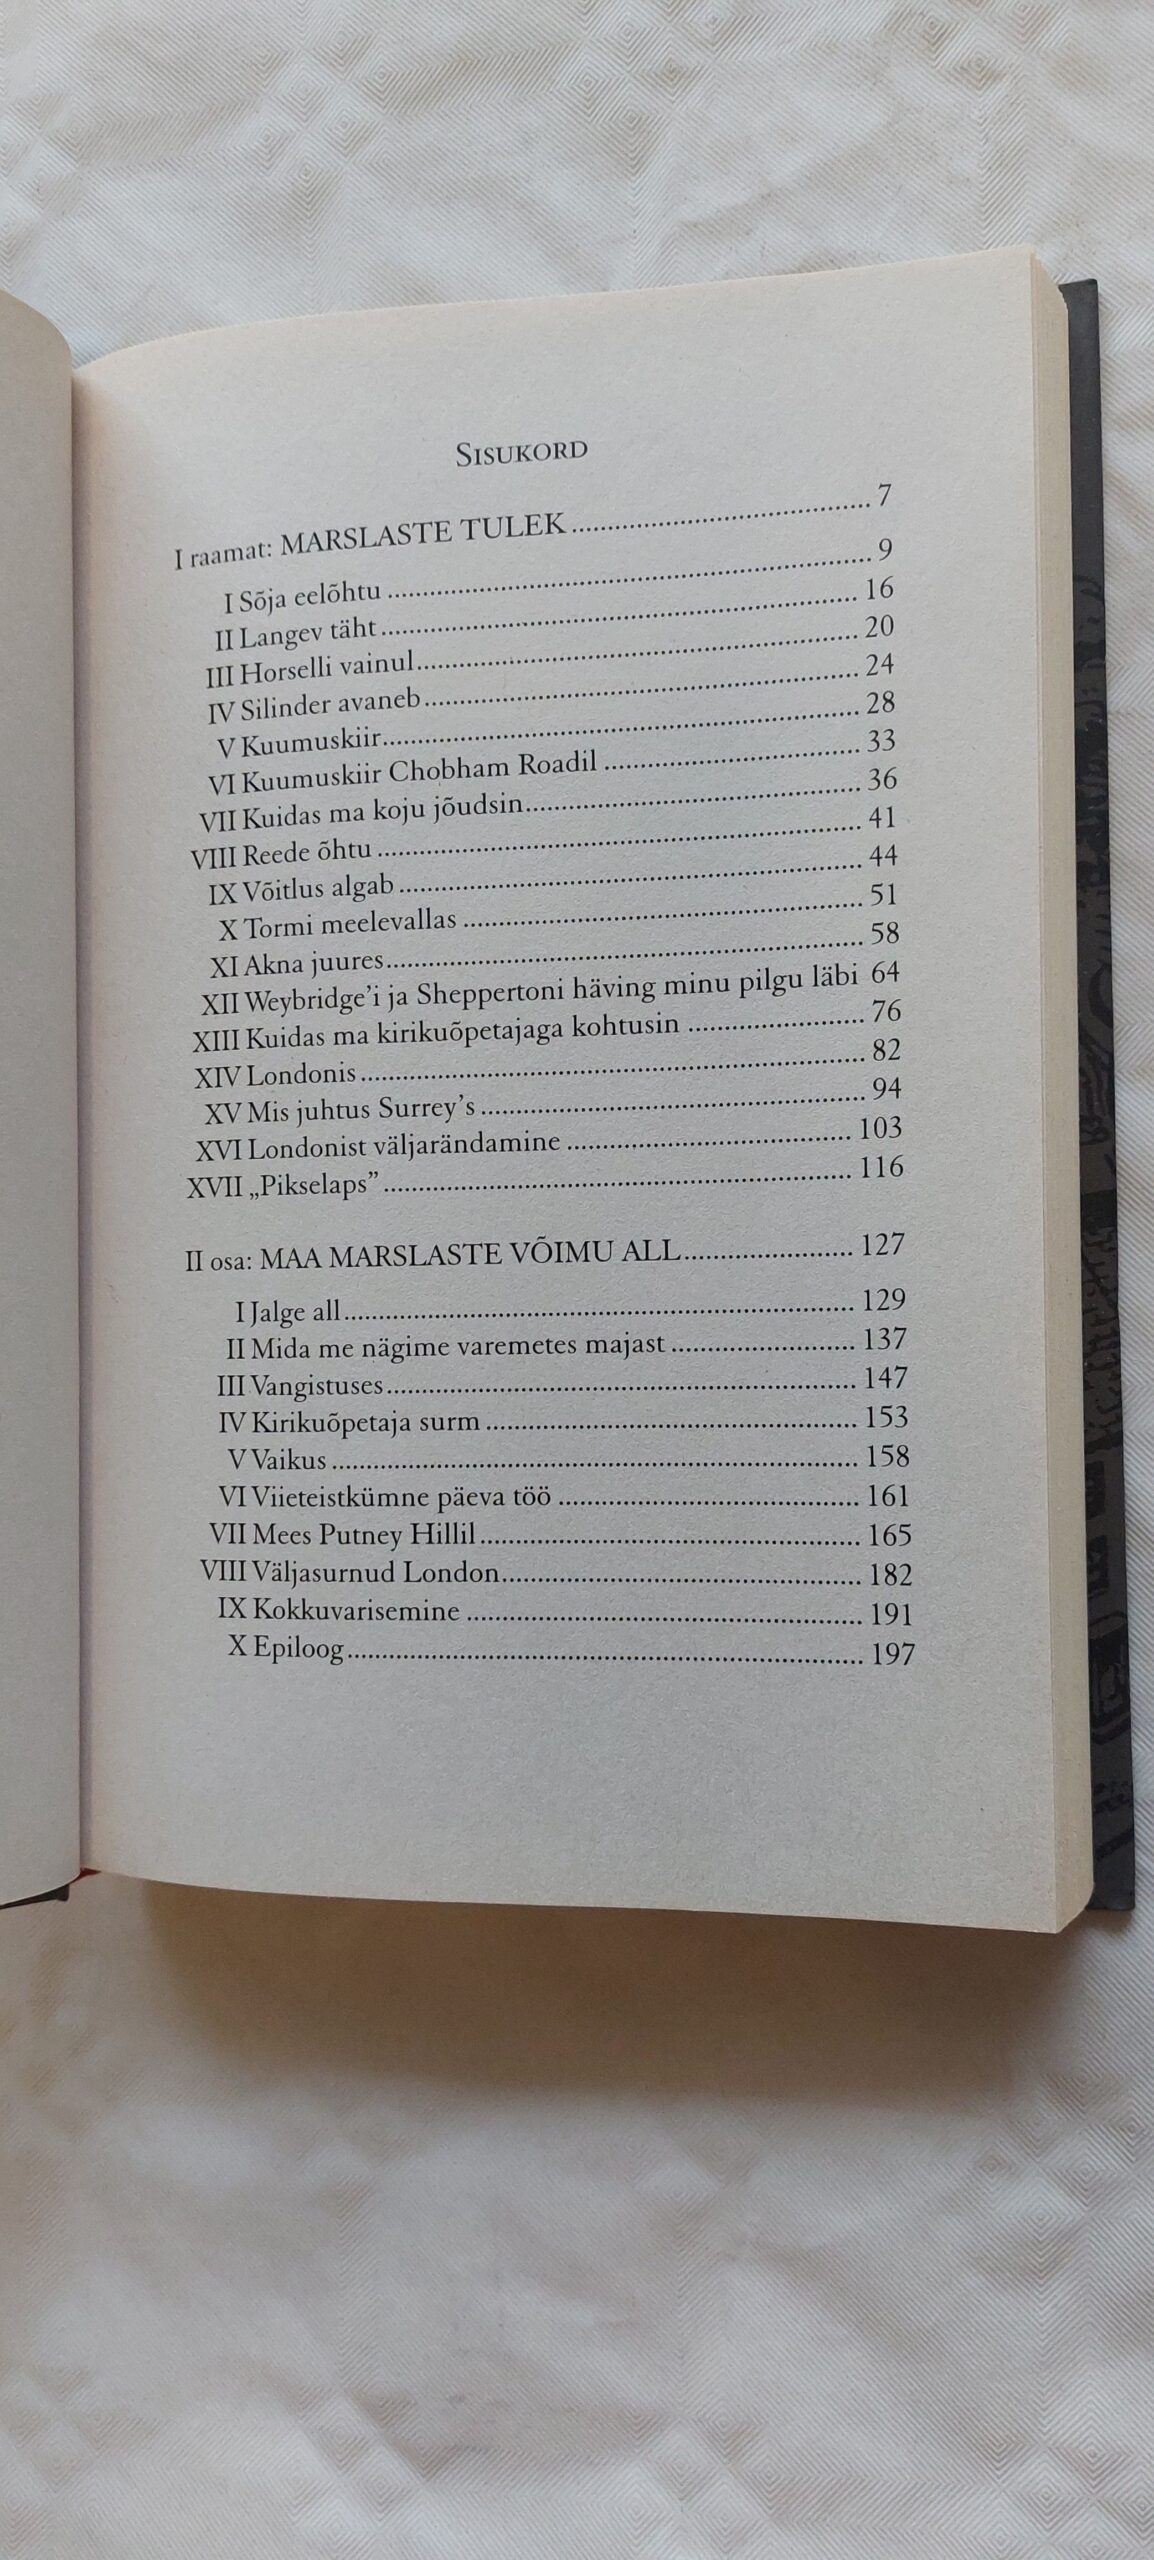 SISUKORD
I raamat: MARSLASTE TULEK ........ 7
I Sõja eelõhtu ........ 9
II Langev täht ........ 16
III Horselli vainul ........ 20
IV Silinder avaneb ........ 24
V Kuumuskiir ........ 28
VI Kuumuskiir Chobham Roadil ........ 33
VII Kuidas ma koju jõudsin ........ 36
VIII Reede õhtu ........ 41
IX Võitlus algab ........ 44
X Tormi meelevallas ........ 51
XI Akna juures ........ 58
XII Weybridge’i ja Sheppertoni häving minu pilgu läbi 64
XIII Kuidas ma kirikuõpetajaga kohtusin ........ 76
XIV Londonis ........ 82
XV Mis juhtus Surrey’s ........ 94
XVI Londonist väljarändamine ........ 103
XVII „Pikselaps” ........ 116
II osa: MAA MARSLASTE VÕIMU ALL ........ 127
I Jalge all ........ 129
II Mida me nägime varemetes majast ........ 137
III Vangistuses ........ 147
IV Kirikuõpetaja surm ........ 153
V Vaikus ........ 158
VI Viieteistkümne päeva töö ........ 161
VII Mees Putney Hillil ........ 165
VIII Väljasurnud London ........ 182
IX Kokkuvarisemine ........ 191
X Epiloog ........ 197